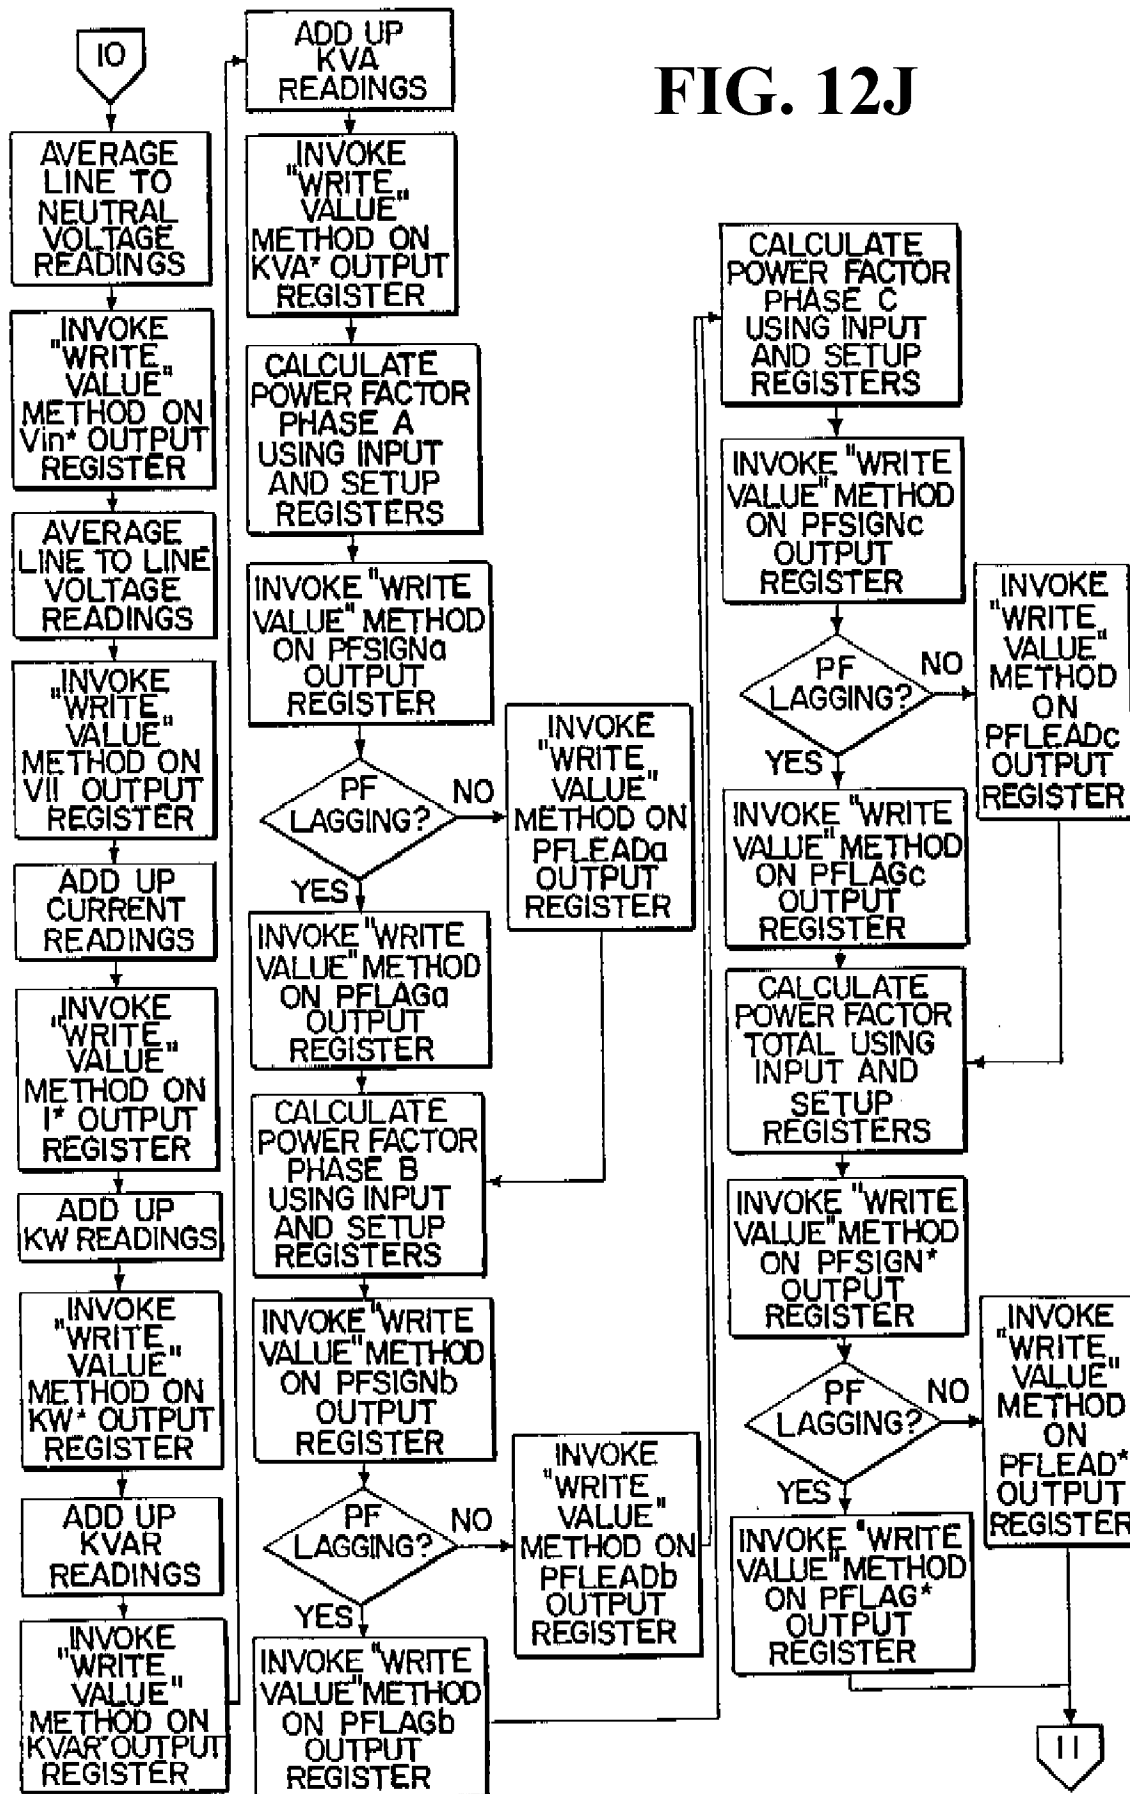 FIG. 12J
10
AVERAGE
LINE TO
NEUTRAL
VOLTAGE
READINGS
INVOKE
"WRITE
VALUE"
METHOD ON
Vin* OUTPUT
REGISTER
AVERAGE
LINE TO LINE
VOLTAGE
READINGS
INVOKE
"WRITE
VALUE"
METHOD ON
Vll OUTPUT
REGISTER
ADD UP
CURRENT
READINGS
INVOKE
"WRITE
VALUE"
METHOD ON
I* OUTPUT
REGISTER
ADD UP
KW READINGS
INVOKE
"WRITE
VALUE"
METHOD ON
KW* OUTPUT
REGISTER
ADD UP
KVAR
READINGS
INVOKE
"WRITE
VALUE"
METHOD ON
KVAR* OUTPUT
REGISTER
ADD UP
KVA
READINGS
INVOKE
"WRITE
VALUE"
METHOD ON
KVA* OUTPUT
REGISTER
CALCULATE
POWER FACTOR
PHASE A
USING INPUT
AND SETUP
REGISTERS
INVOKE "WRITE
VALUE" METHOD
ON PFSIGNa
OUTPUT
REGISTER
PF
LAGGING?
NO
YES
INVOKE
"WRITE
VALUE"
METHOD ON
PFLEADa
OUTPUT
REGISTER
INVOKE "WRITE
VALUE" METHOD
ON PFLAGa
OUTPUT
REGISTER
CALCULATE
POWER FACTOR
PHASE B
USING INPUT
AND SETUP
REGISTERS
INVOKE "WRITE
VALUE" METHOD
ON PFSIGNb
OUTPUT
REGISTER
PF
LAGGING?
NO
YES
INVOKE
"WRITE
VALUE"
METHOD ON
PFLEADb
OUTPUT
REGISTER
INVOKE "WRITE
VALUE" METHOD
ON PFLAGb
OUTPUT
REGISTER
CALCULATE
POWER FACTOR
PHASE C
USING INPUT
AND SETUP
REGISTERS
INVOKE "WRITE
VALUE" METHOD
ON PFSIGNc
OUTPUT
REGISTER
PF
LAGGING?
NO
YES
INVOKE
"WRITE
VALUE"
METHOD
ON
PFLEADc
OUTPUT
REGISTER
INVOKE "WRITE
VALUE" METHOD
ON PFLAGc
OUTPUT
REGISTER
CALCULATE
POWER FACTOR
TOTAL USING
INPUT AND
SETUP
REGISTERS
INVOKE "WRITE
VALUE" METHOD
ON PFSIGN*
OUTPUT
REGISTER
PF
LAGGING?
NO
YES
INVOKE
"WRITE
VALUE"
METHOD
ON
PFLEAD*
OUTPUT
REGISTER
INVOKE "WRITE
VALUE" METHOD
ON PFLAG*
OUTPUT
REGISTER
11